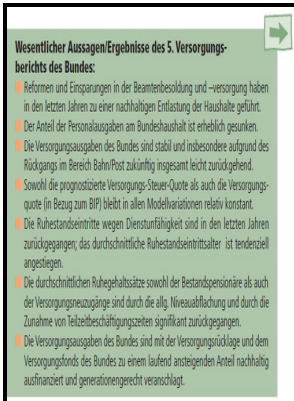 Wesentlicher Aussagen/Ergebnisse des 5. Versorgungs-
berichts des Bundes:
Reformen und Einsparungen in der Beamtenbesoldung und –versorgung haben
in den letzten Jahren zu einer nachhaltigen Entlastung der Haushalte geführt.
Der Anteil der Personalausgaben am Bundeshaushalt ist erheblich gesunken.
Die Versorgungsausgaben des Bundes sind stabil und insbesondere aufgrund des
Rückgangs im Bereich Bahn/Post zukünftig insgesamt leicht zurückgehend.
Sowohl die prognostizierte Versorgungs-Steuer-Quote als auch die Versorgungs-
quote (in Bezug zum BIP) bleibt in allen Modellvariationen relativ konstant.
Die Ruhestandseintritte wegen Dienstunfähigkeit sind in den letzten Jahren
zurückgegangen; das durchschnittliche Ruhestandseintrittsalter ist tendenziell
angestiegen.
Die durchschnittlichen Ruhegehaltssätze sowohl der Bestandspensionäre als auch
der Versorgungsneuzugänge sind durch die allg. Niveauabflachung und durch die
Zunahme von Teilzeitbeschäftigungszeiten signifikant zurückgegangen.
Die Versorgungsausgaben des Bundes sind mit der Versorgungsrücklage und dem
Versorgungsfonds des Bundes zu einem laufend ansteigenden Anteil nachhaltig
ausfinanziert und generationengerecht veranschlagt.